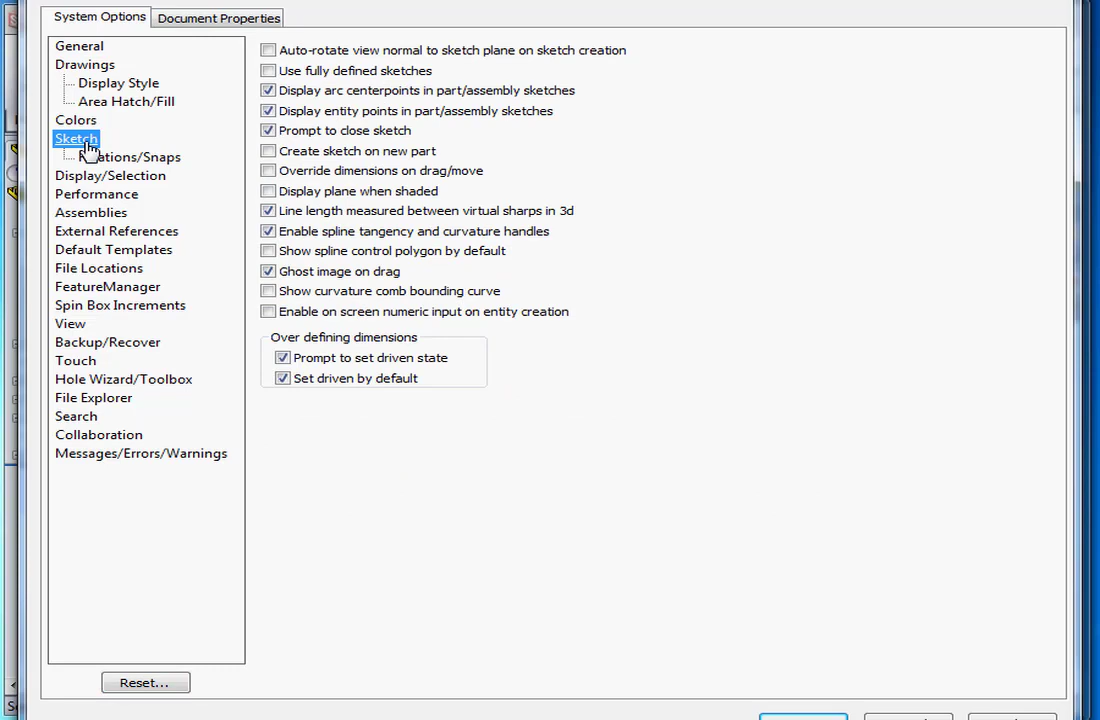 System Options
Document Properties
General
Drawings
Display Style
Area Hatch/Fill
Colors
Sketch
Relations/Snaps
Display/Selection
Performance
Assemblies
External References
Default Templates
File Locations
FeatureManager
Spin Box Increments
View
Backup/Recover
Touch
Hole Wizard/Toolbox
File Explorer
Search
Collaboration
Messages/Errors/Warnings
Reset...
Auto-rotate view normal to sketch plane on sketch creation
Use fully defined sketches
Display arc centerpoints in part/assembly sketches
Display entity points in part/assembly sketches
Prompt to close sketch
Create sketch on new part
Override dimensions on drag/move
Display plane when shaded
Line length measured between virtual sharps in 3d
Enable spline tangency and curvature handles
Show spline control polygon by default
Ghost image on drag
Show curvature comb bounding curve
Enable on screen numeric input on entity creation
Over defining dimensions
Prompt to set driven state
Set driven by default